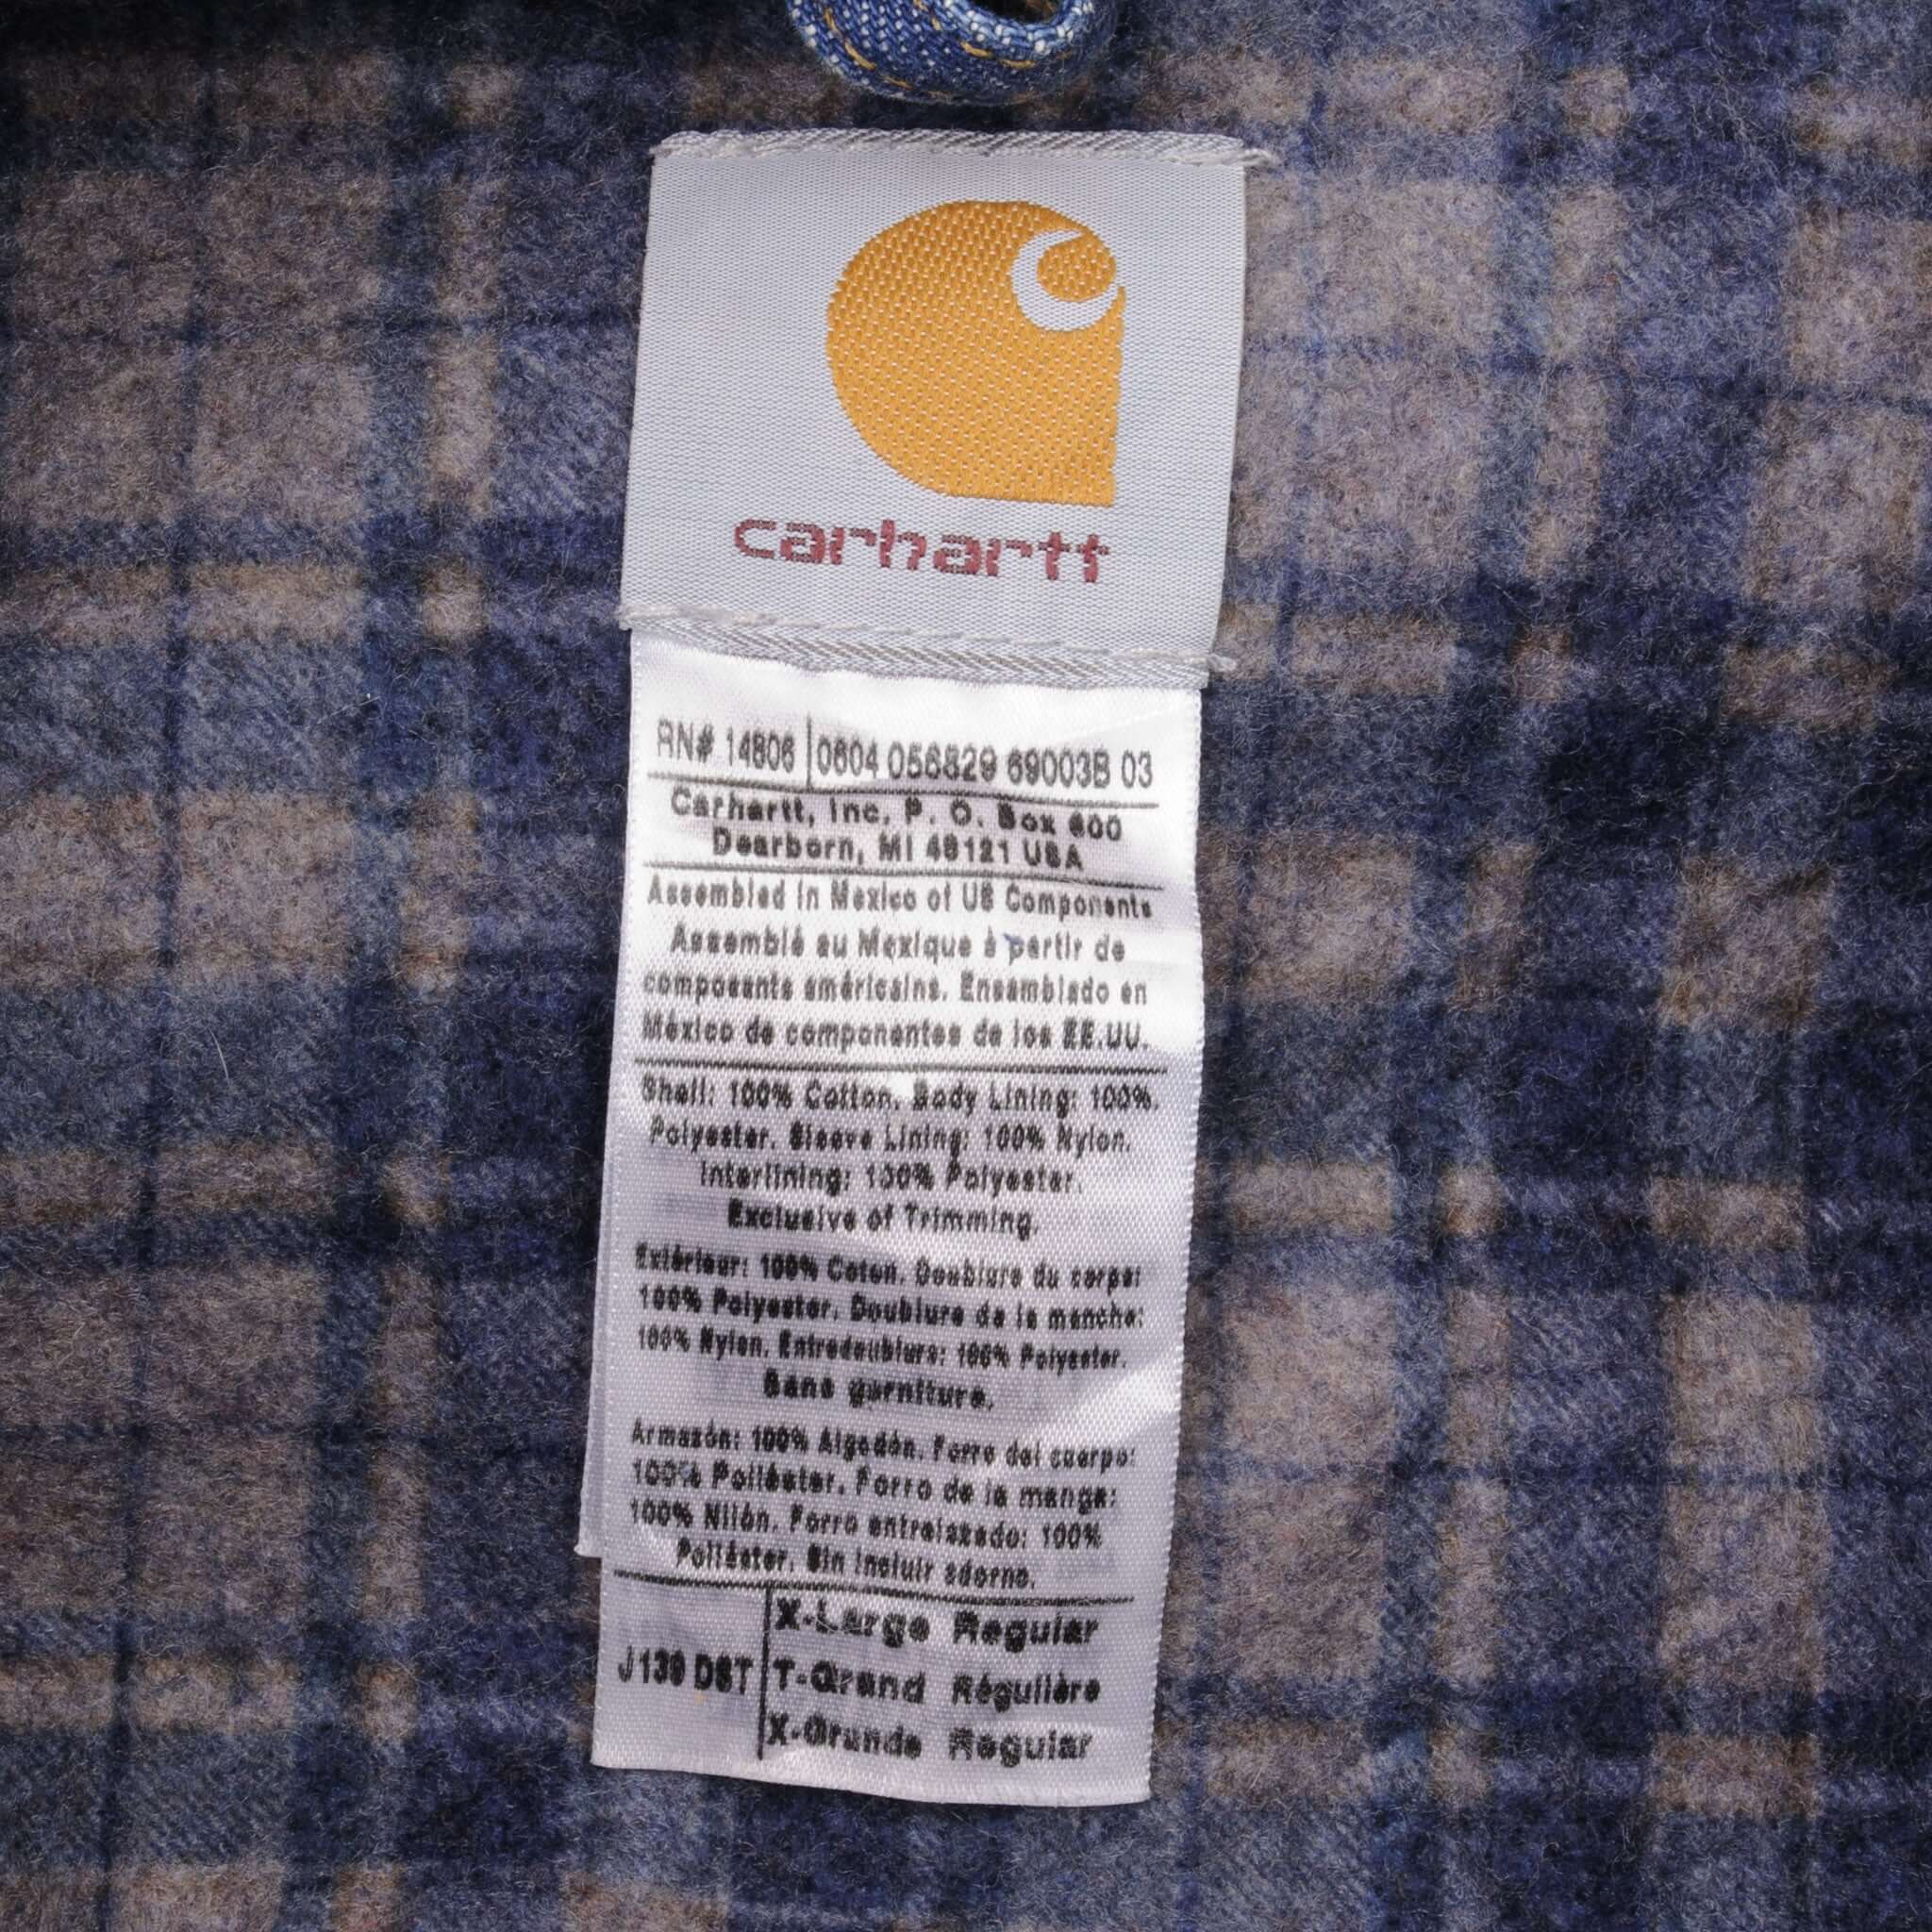 carhartt
RN# 14806 0604 056829 69003B 03
Carhartt, Inc. P. O. Box 600
Dearborn, MI 48121 USA
Assembled in Mexico of US Components
Assemblé au Mexique à partir de
composants américains. Ensamblado en
México de componentes de los EE.UU.
Shell: 100% Cotton. Body Lining: 100%
Polyester. Sleeve Lining: 100% Nylon.
Interlining: 100% Polyester.
Exclusive of Trimming.
Extérieur: 100% Coton. Doublure du corps:
100% Polyester. Doublure de la manche:
100% Nylon. Entredoublure: 100% Polyester.
Sans garniture.
Armazón: 100% Algodón. Forro del cuerpo:
100% Poliéster. Forro de la manga:
100% Nilón. Forro entrelazado: 100%
Poliéster. Sin incluir adorno.
J139 DST
X-Large Regular
T-Grand Régulière
X-Grande Regular